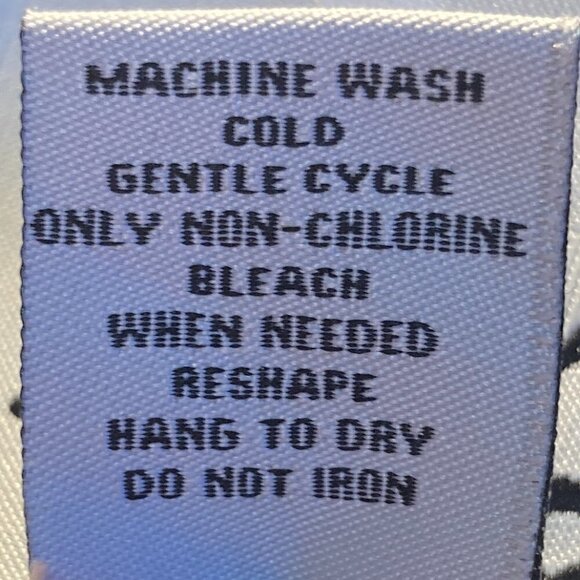 MACHINE WASH
COLD
GENTLE CYCLE
ONLY NON-CHLORINE
BLEACH
WHEN NEEDED
RESHAPE
HANG TO DRY
DO NOT IRON